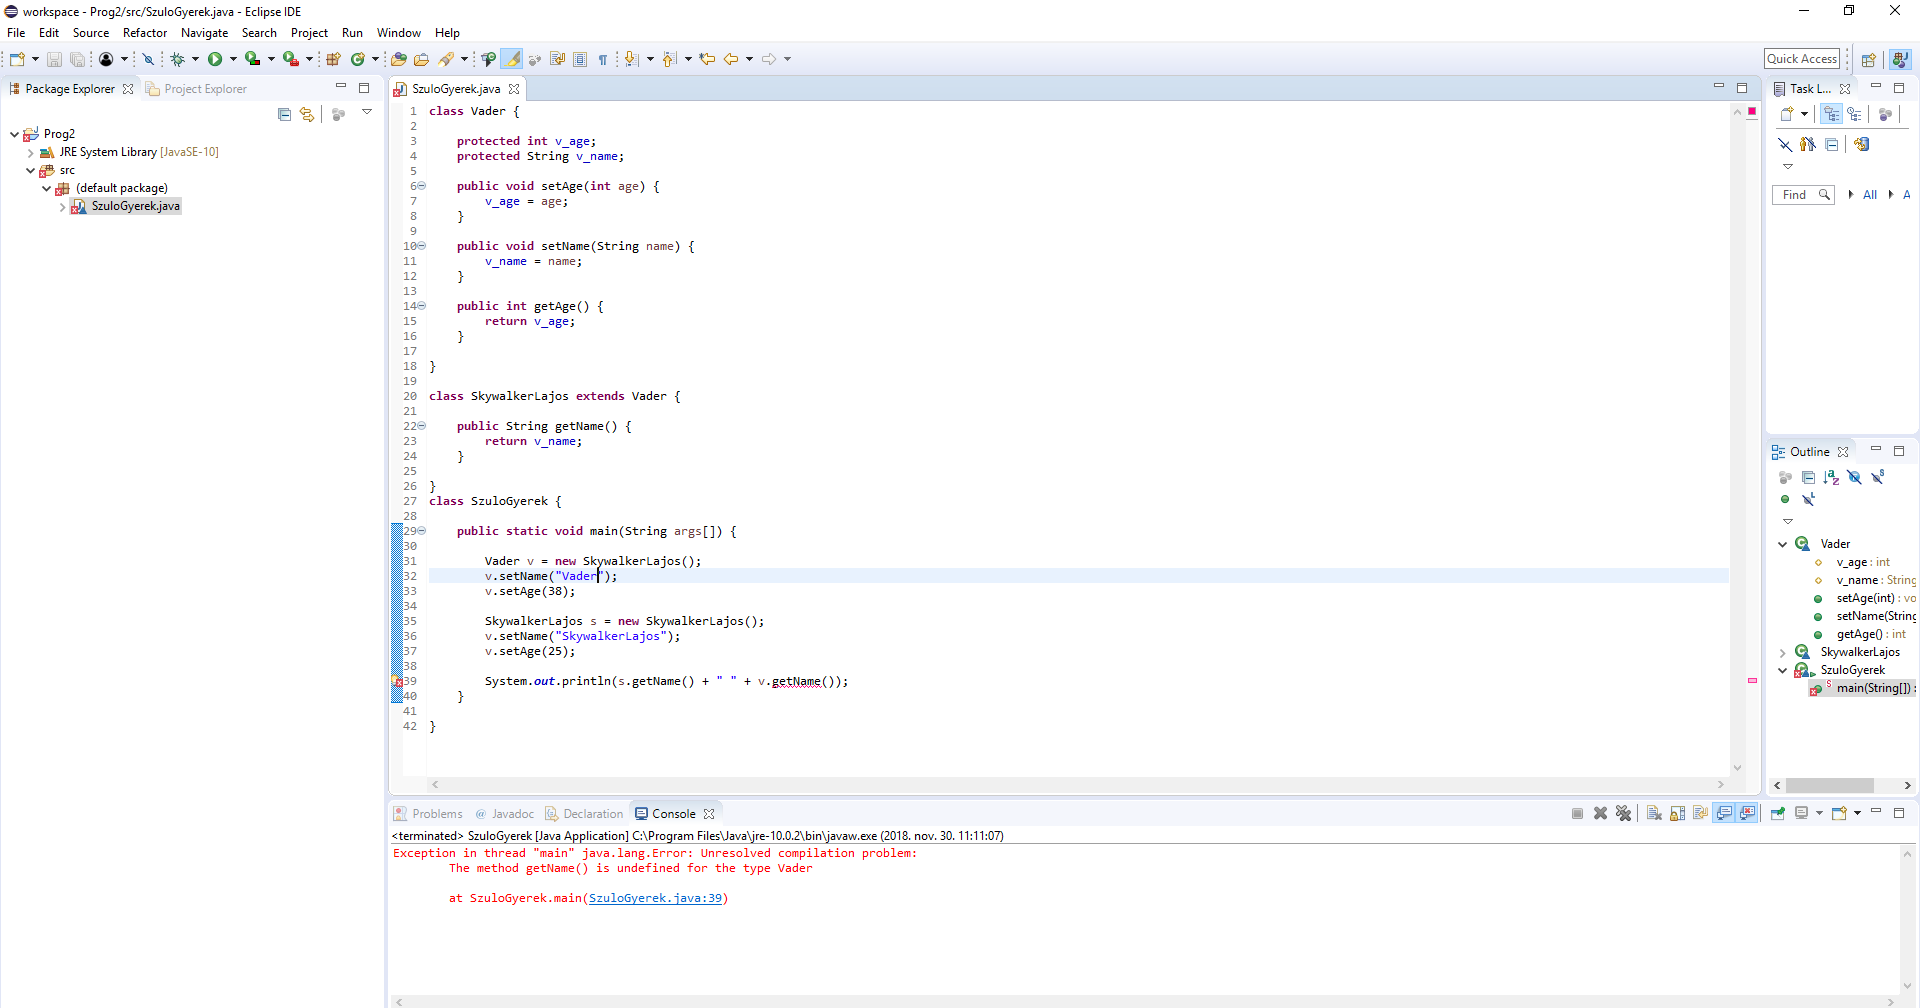 workspace - Prog2/src/SzuloGyerek.java - Eclipse IDE
File Edit Source Refactor Navigate Search Project Run Window Help
Quick Access
Package Explorer Project Explorer
Prog2
JRE System Library [JavaSE-10]
src
(default package)
SzuloGyerek.java
SzuloGyerek.java
1 class Vader {
2
3 protected int v_age;
4 protected String v_name;
5
6 public void setAge(int age) {
7 v_age = age;
8 }
9
10 public void setName(String name) {
11 v_name = name;
12 }
13
14 public int getAge() {
15 return v_age;
16 }
17
18 }
19
20 class SkywalkerLajos extends Vader {
21
22 public String getName() {
23 return v_name;
24 }
25
26 }
27 class SzuloGyerek {
28
29 public static void main(String args[]) {
30
31 Vader v = new SkywalkerLajos();
32 v.setName("Vader");
33 v.setAge(38);
34
35 SkywalkerLajos s = new SkywalkerLajos();
36 v.setName("SkywalkerLajos");
37 v.setAge(25);
38
39 System.out.println(s.getName() + " " + v.getName());
40 }
41
42 }
Task L...
Find All A
Outline
Vader
v_age : int
v_name : String
setAge(int) : vo
setName(String
getAge() : int
SkywalkerLajos
SzuloGyerek
main(String[]) :
Problems Javadoc Declaration Console
<terminated> SzuloGyerek [Java Application] C:\Program Files\Java\jre-10.0.2\bin\javaw.exe (2018. nov. 30. 11:11:07)
Exception in thread "main" java.lang.Error: Unresolved compilation problem:
The method getName() is undefined for the type Vader
at SzuloGyerek.main(SzuloGyerek.java:39)